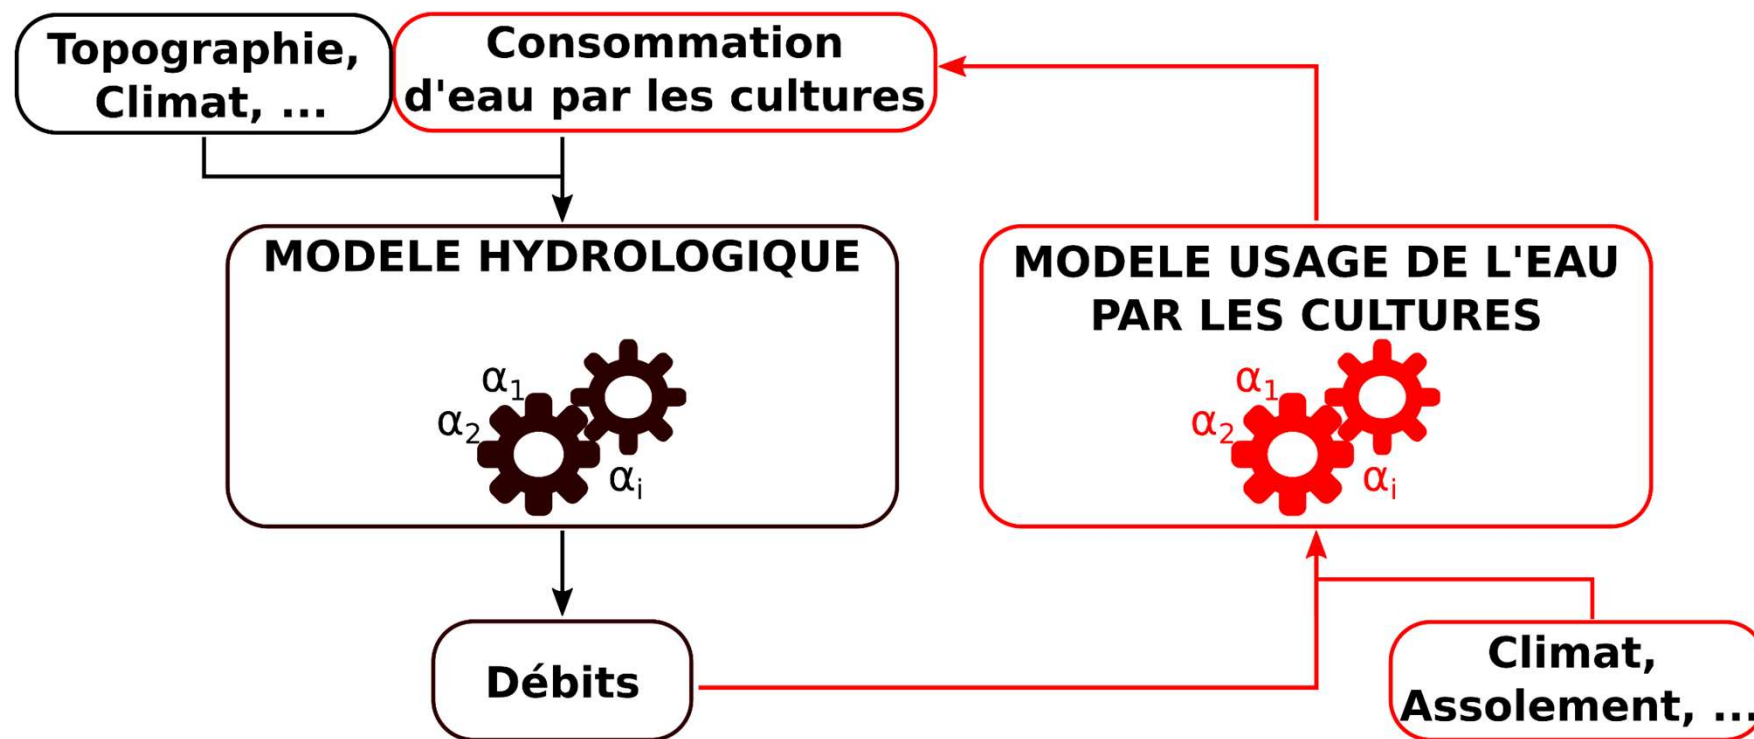 Topographie,
Climat, ...
Consommation
d'eau par les cultures
MODELE HYDROLOGIQUE
α1
α2
αi
MODELE USAGE DE L'EAU
PAR LES CULTURES
α1
α2
αi
Débits
Climat,
Assolement, ...